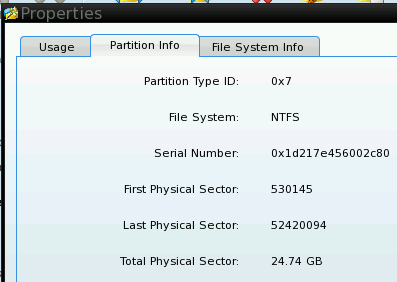 Properties
Usage Partition Info File System Info
Partition Type ID: 0x7
File System: NTFS
Serial Number: 0x1d217e456002c80
First Physical Sector: 530145
Last Physical Sector: 52420094
Total Physical Sector: 24.74 GB